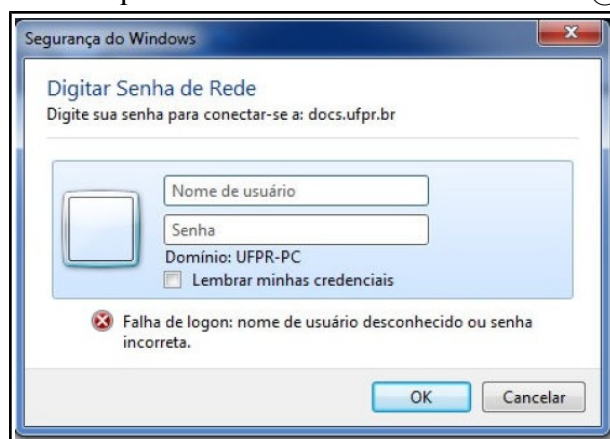 Segurança do Windows
Digitar Senha de Rede
Digite sua senha para conectar-se a: docs.ufpr.br
Nome de usuário
Senha
Domínio: UFPR-PC
Lembrar minhas credenciais
Falha de logon: nome de usuário desconhecido ou senha
incorreta.
OK Cancelar